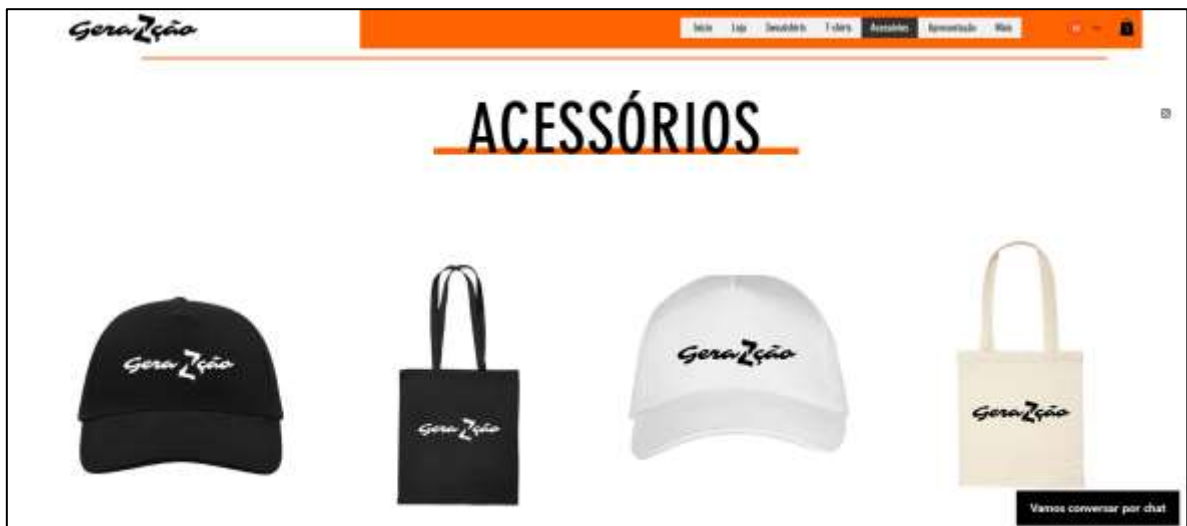 GeraZção
Início Loja Sweatshirts T-shirts Acessórios Apresentação Mais
ACESSÓRIOS
GeraZção
GeraZção
GeraZção
GeraZção
Vamos conversar por chat